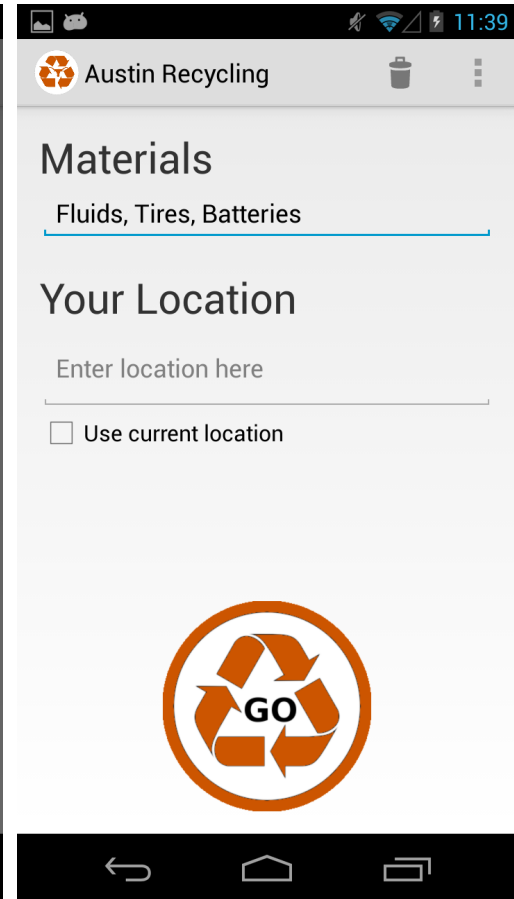 11:39
Austin Recycling
Materials
Fluids, Tires, Batteries
Your Location
Enter location here
Use current location
GO